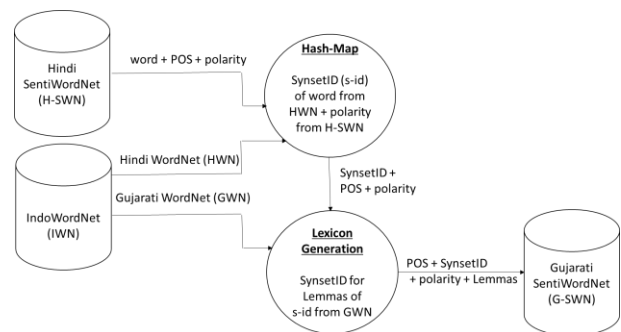 Hindi
SentiWordNet
(H-SWN)
word + POS + polarity
Hash-Map
SynsetID (s-id)
of word from
HWN + polarity
from H-SWN
Hindi WordNet (HWN)
Gujarati WordNet (GWN)
IndoWordNet
(IWN)
SynsetID +
POS + polarity
Lexicon
Generation
SynsetID for
Lemmas of
s-id from GWN
POS + SynsetID
+ polarity + Lemmas
Gujarati
SentiWordNet
(G-SWN)